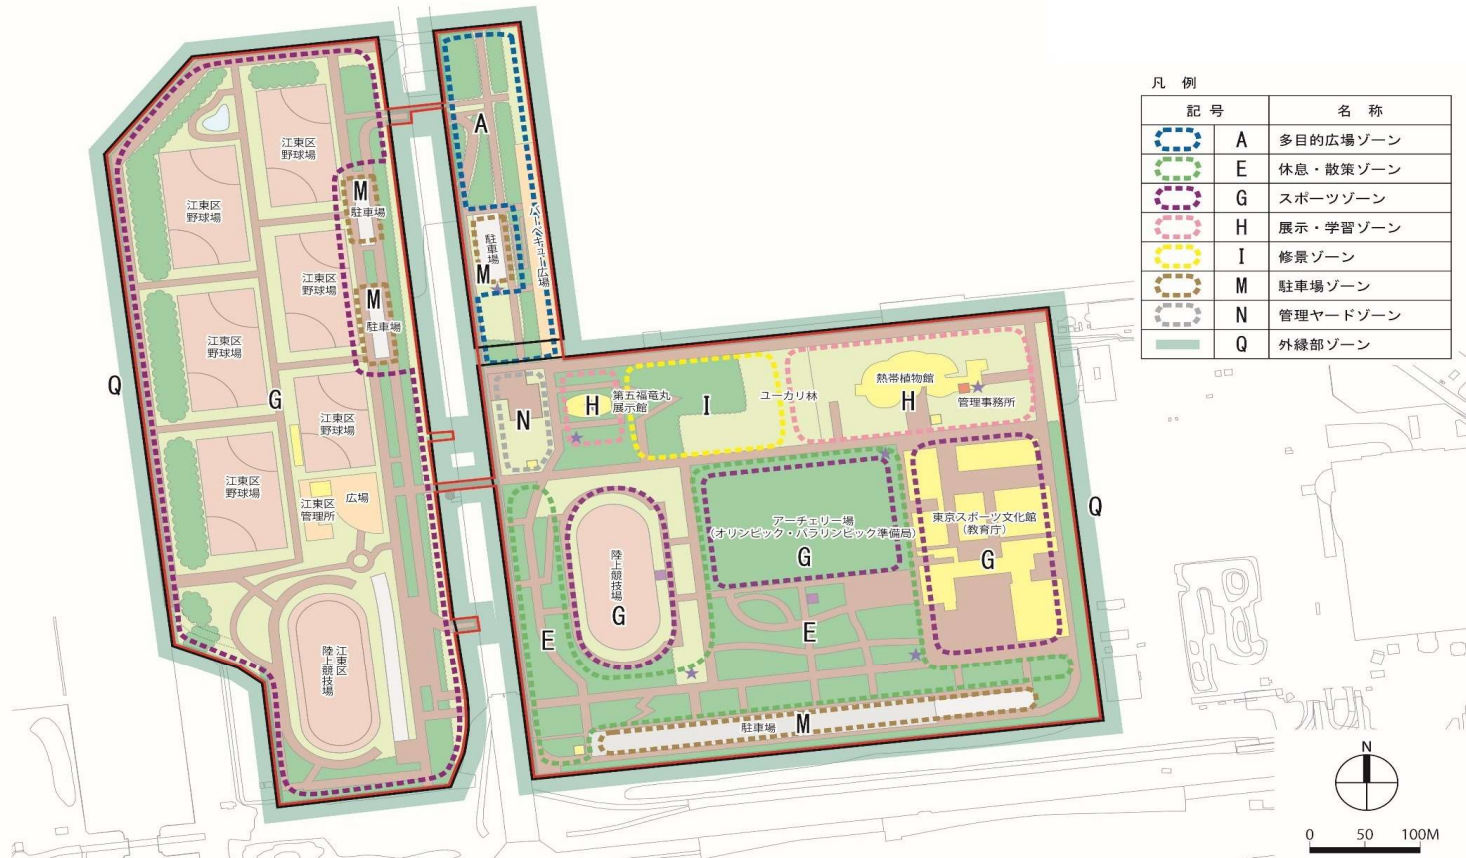 凡 例
記 号 名 称
A 多目的広場ゾーン
E 休息・散策ゾーン
G スポーツゾーン
H 展示・学習ゾーン
I 修景ゾーン
M 駐車場ゾーン
N 管理ヤードゾーン
Q 外縁部ゾーン
A
江東区
野球場
江東区
野球場
M
駐車場
駐車場
M
バーベキュー広場
江東区
野球場
M
駐車場
江東区
野球場
Q
G
江東区
野球場
江東区
野球場
江東区
管理所
広場
江東区
陸上競技場
N
H
第五福竜丸
展示館
I
ユーカリ林
熱帯植物館
H
管理事務所
Q
アーチェリー場
(オリンピック・パラリンピック準備局)
G
東京スポーツ文化館
(教育庁)
G
陸上競技場
G
E
E
駐車場
M
N
0 50 100M